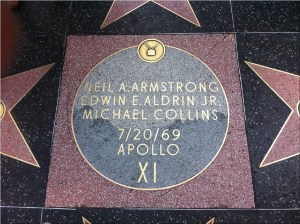 NEIL A. ARMSTRONG
EDWIN E. ALDRIN JR.
MICHAEL COLLINS
7/20/69
APOLLO
XI